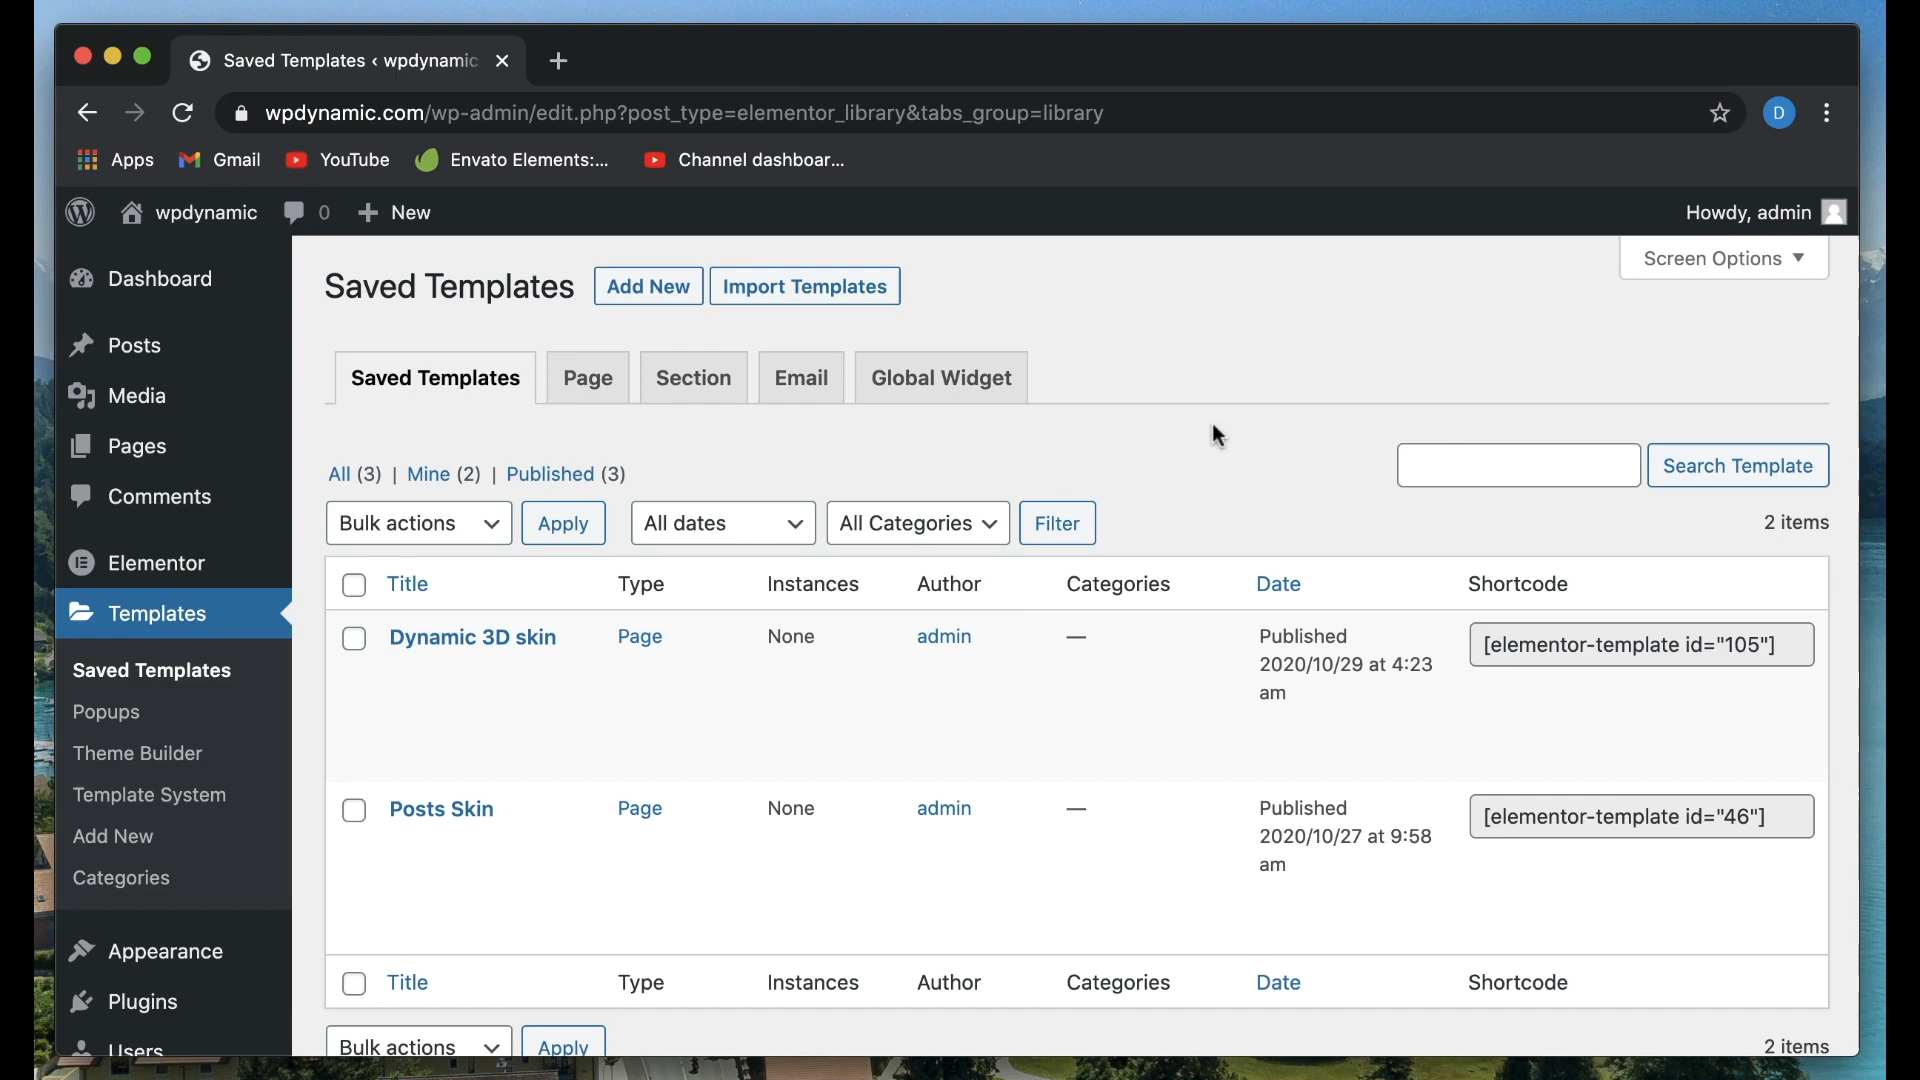 Saved Templates ‹ wpdynamic
wpdynamic.com/wp-admin/edit.php?post_type=elementor_library&tabs_group=library
D
Apps Gmail YouTube Envato Elements:... Channel dashboar...
wpdynamic 0 New Howdy, admin
Screen Options
Dashboard
Posts
Media
Pages
Comments
Elementor
Templates
Saved Templates
Popups
Theme Builder
Template System
Add New
Categories
Appearance
Plugins
Users
Saved Templates Add New Import Templates
Saved Templates Page Section Email Global Widget
All (3) | Mine (2) | Published (3)
Search Template
Bulk actions Apply All dates All Categories Filter 2 items
Title Type Instances Author Categories Date Shortcode
Dynamic 3D skin Page None admin — Published [elementor-template id="105"]
2020/10/29 at 4:23
am
Posts Skin Page None admin — Published [elementor-template id="46"]
2020/10/27 at 9:58
am
Title Type Instances Author Categories Date Shortcode
Bulk actions Apply 2 items